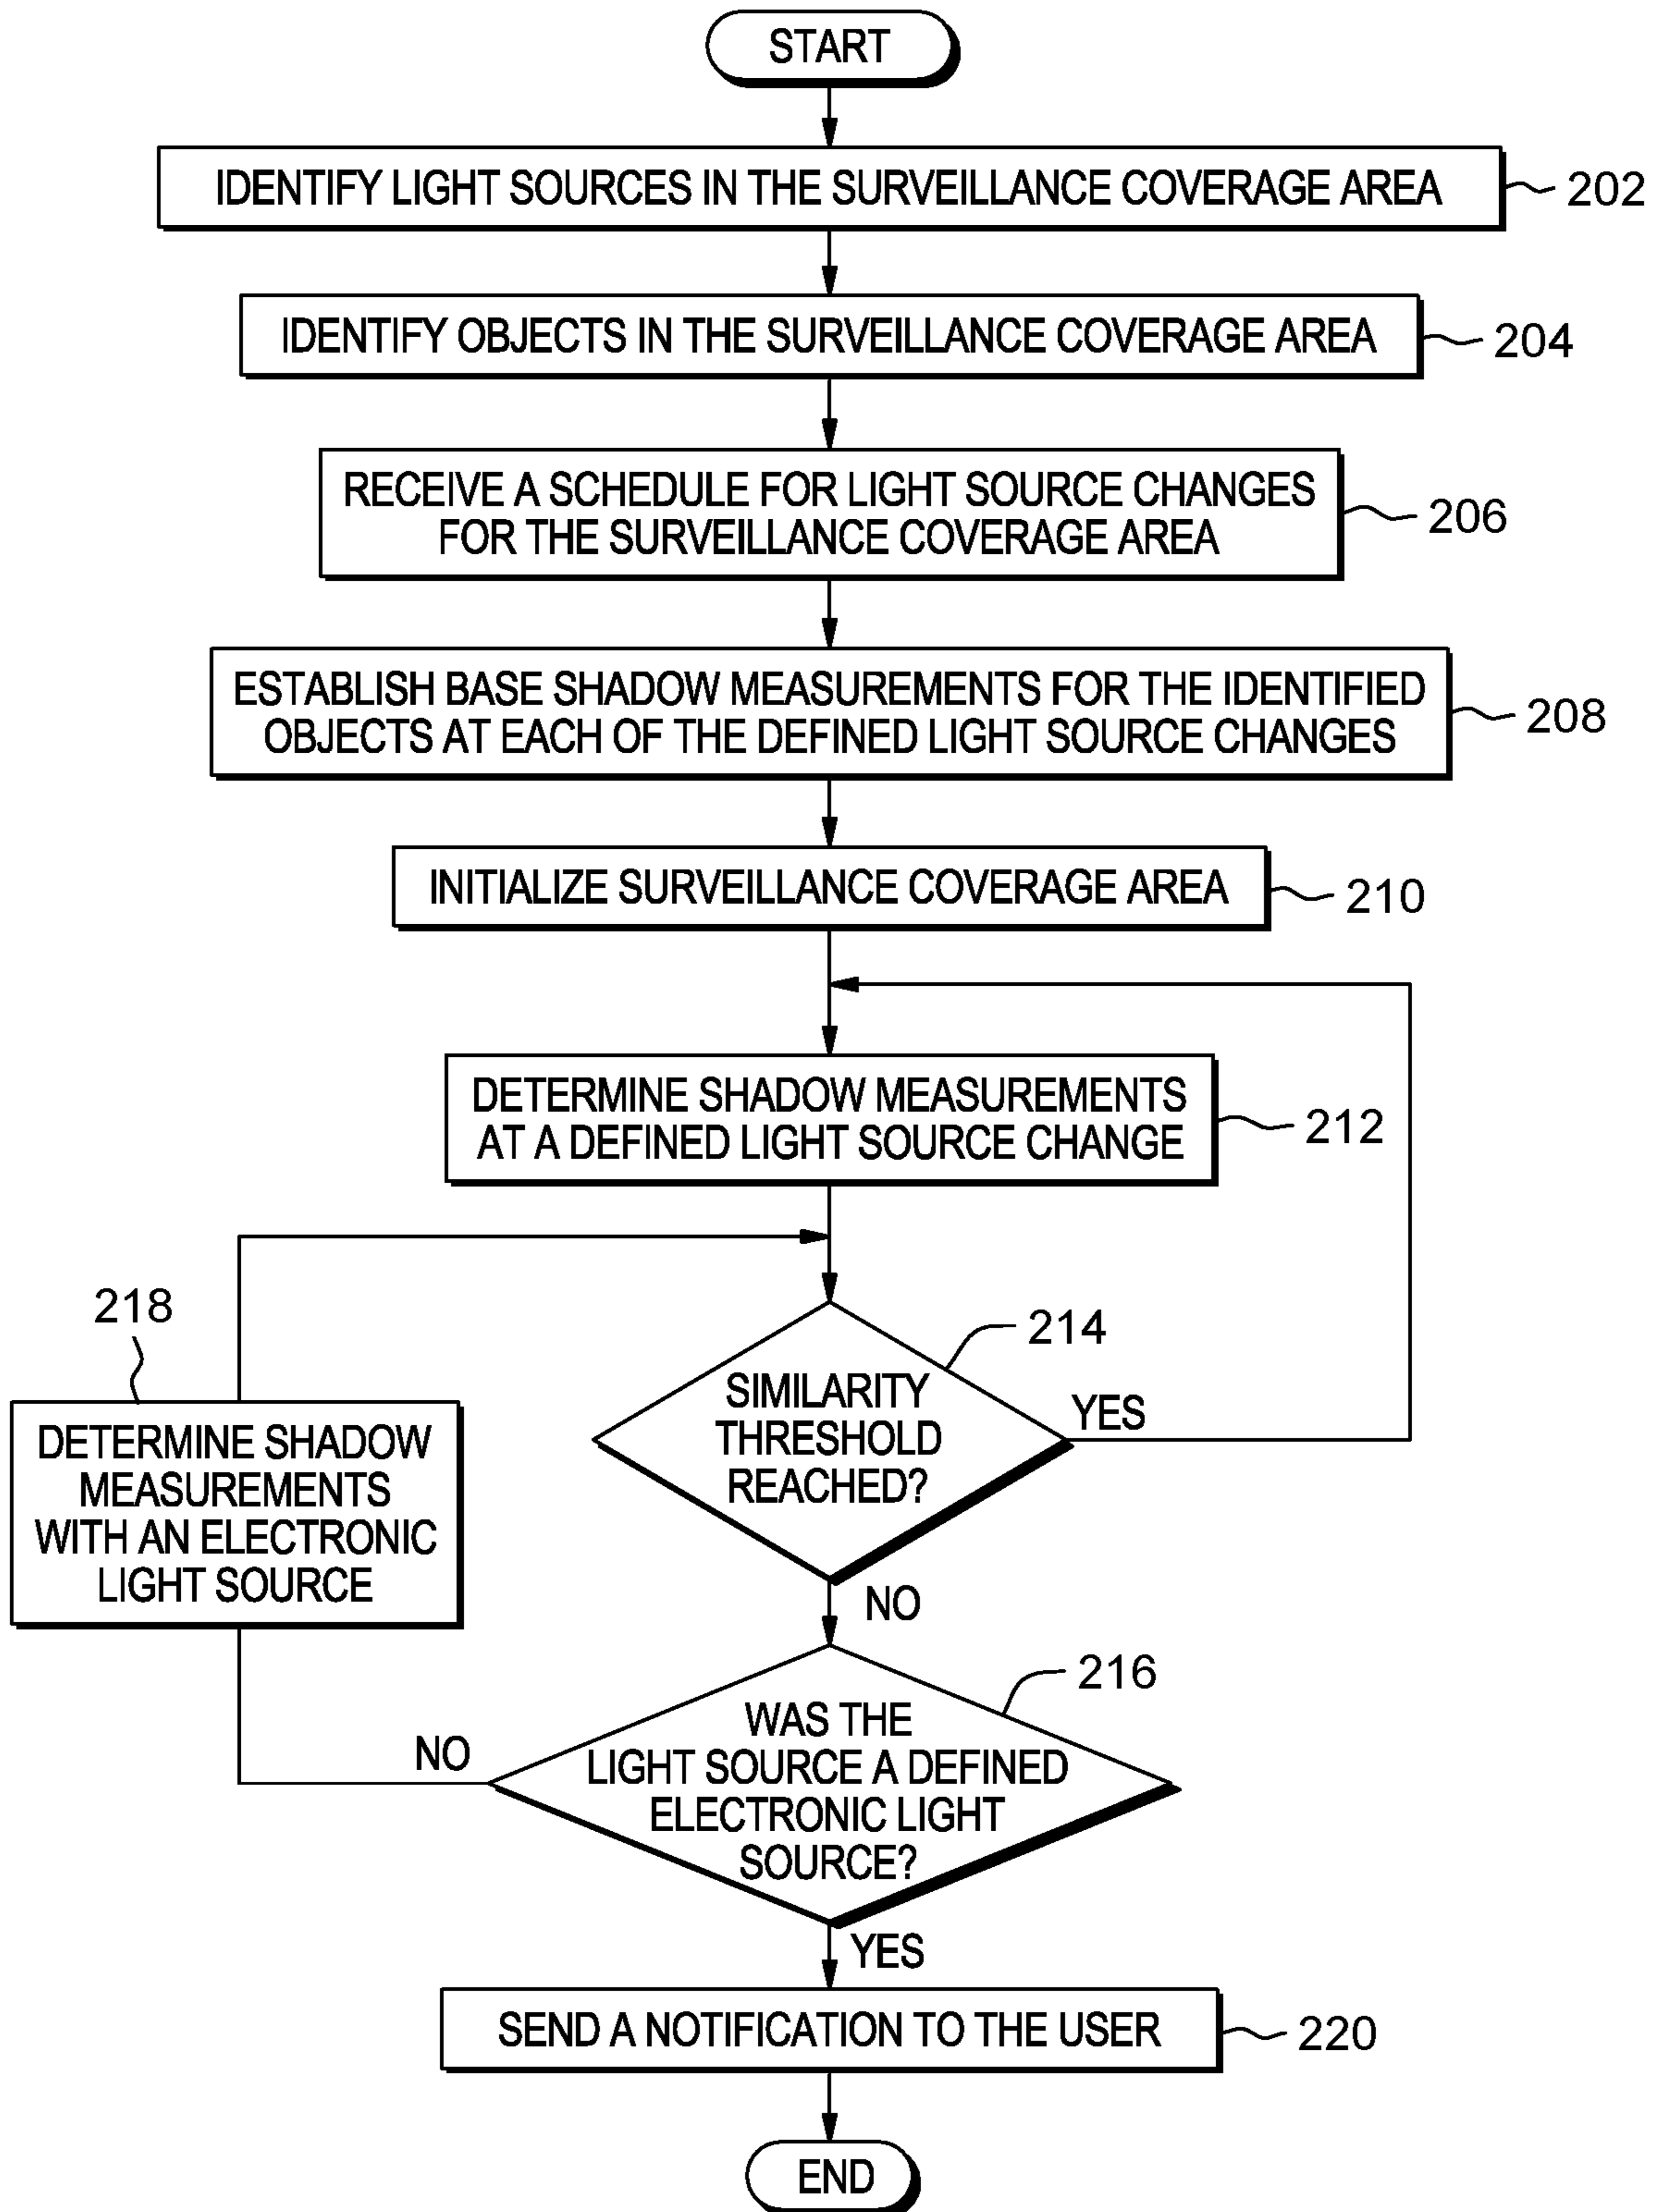 START
IDENTIFY LIGHT SOURCES IN THE SURVEILLANCE COVERAGE AREA
202
IDENTIFY OBJECTS IN THE SURVEILLANCE COVERAGE AREA
204
RECEIVE A SCHEDULE FOR LIGHT SOURCE CHANGES
FOR THE SURVEILLANCE COVERAGE AREA
206
ESTABLISH BASE SHADOW MEASUREMENTS FOR THE IDENTIFIED
OBJECTS AT EACH OF THE DEFINED LIGHT SOURCE CHANGES
208
INITIALIZE SURVEILLANCE COVERAGE AREA
210
DETERMINE SHADOW MEASUREMENTS
AT A DEFINED LIGHT SOURCE CHANGE
212
218
DETERMINE SHADOW
MEASUREMENTS
WITH AN ELECTRONIC
LIGHT SOURCE
214
SIMILARITY
THRESHOLD
REACHED?
YES
NO
216
WAS THE
LIGHT SOURCE A DEFINED
ELECTRONIC LIGHT
SOURCE?
NO
YES
SEND A NOTIFICATION TO THE USER
220
END